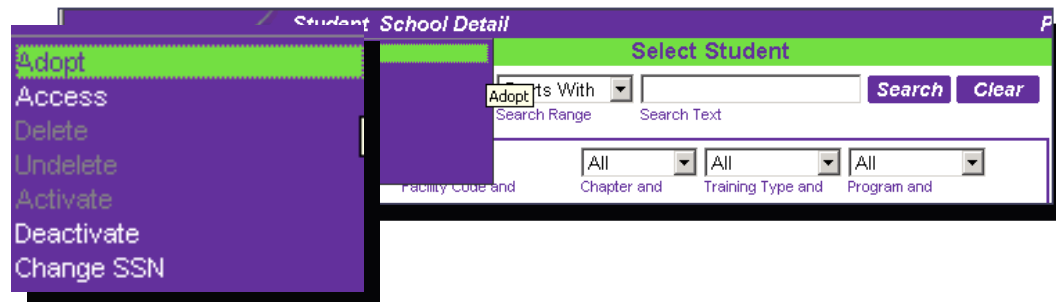 Student School Detail P
Select Student
Adopt
Access
Delete
Undelete
Activate
Deactivate
Change SSN
Adopt
With
Search Clear
Search Range Search Text
All All All
Facility Code and Chapter and Training Type and Program and